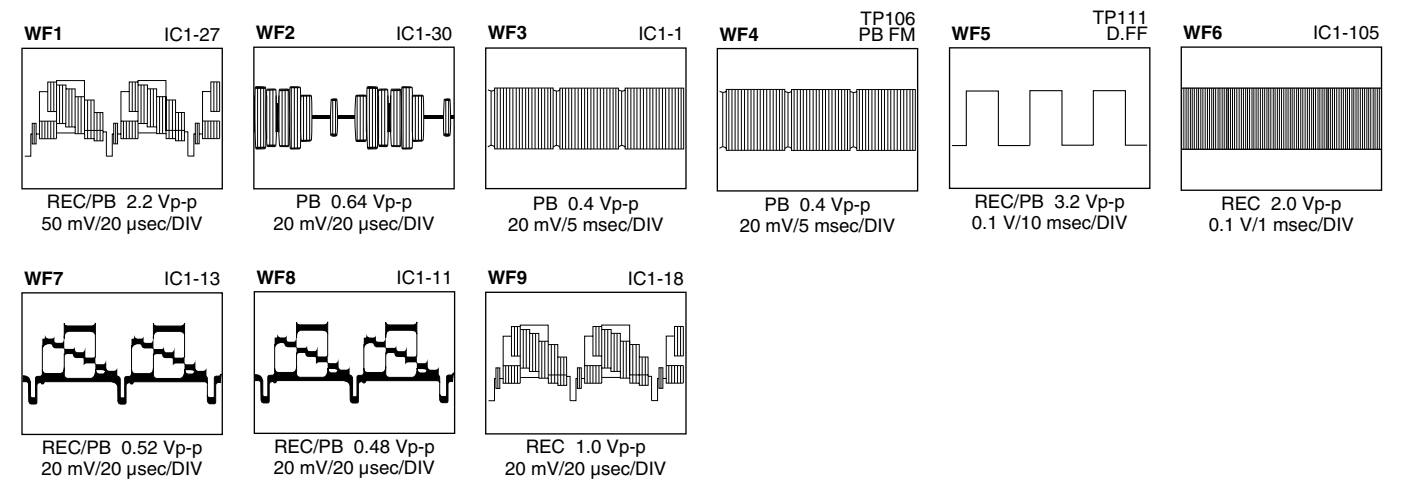 WF1 IC1-27
REC/PB 2.2 Vp-p
50 mV/20 μsec/DIV
WF2 IC1-30
PB 0.64 Vp-p
20 mV/20 μsec/DIV
WF3 IC1-1
PB 0.4 Vp-p
20 mV/5 msec/DIV
TP106
WF4 PB FM
PB 0.4 Vp-p
20 mV/5 msec/DIV
TP111
WF5 D.FF
REC/PB 3.2 Vp-p
0.1 V/10 msec/DIV
WF6 IC1-105
REC 2.0 Vp-p
0.1 V/1 msec/DIV
WF7 IC1-13
REC/PB 0.52 Vp-p
20 mV/20 μsec/DIV
WF8 IC1-11
REC/PB 0.48 Vp-p
20 mV/20 μsec/DIV
WF9 IC1-18
REC 1.0 Vp-p
20 mV/20 μsec/DIV